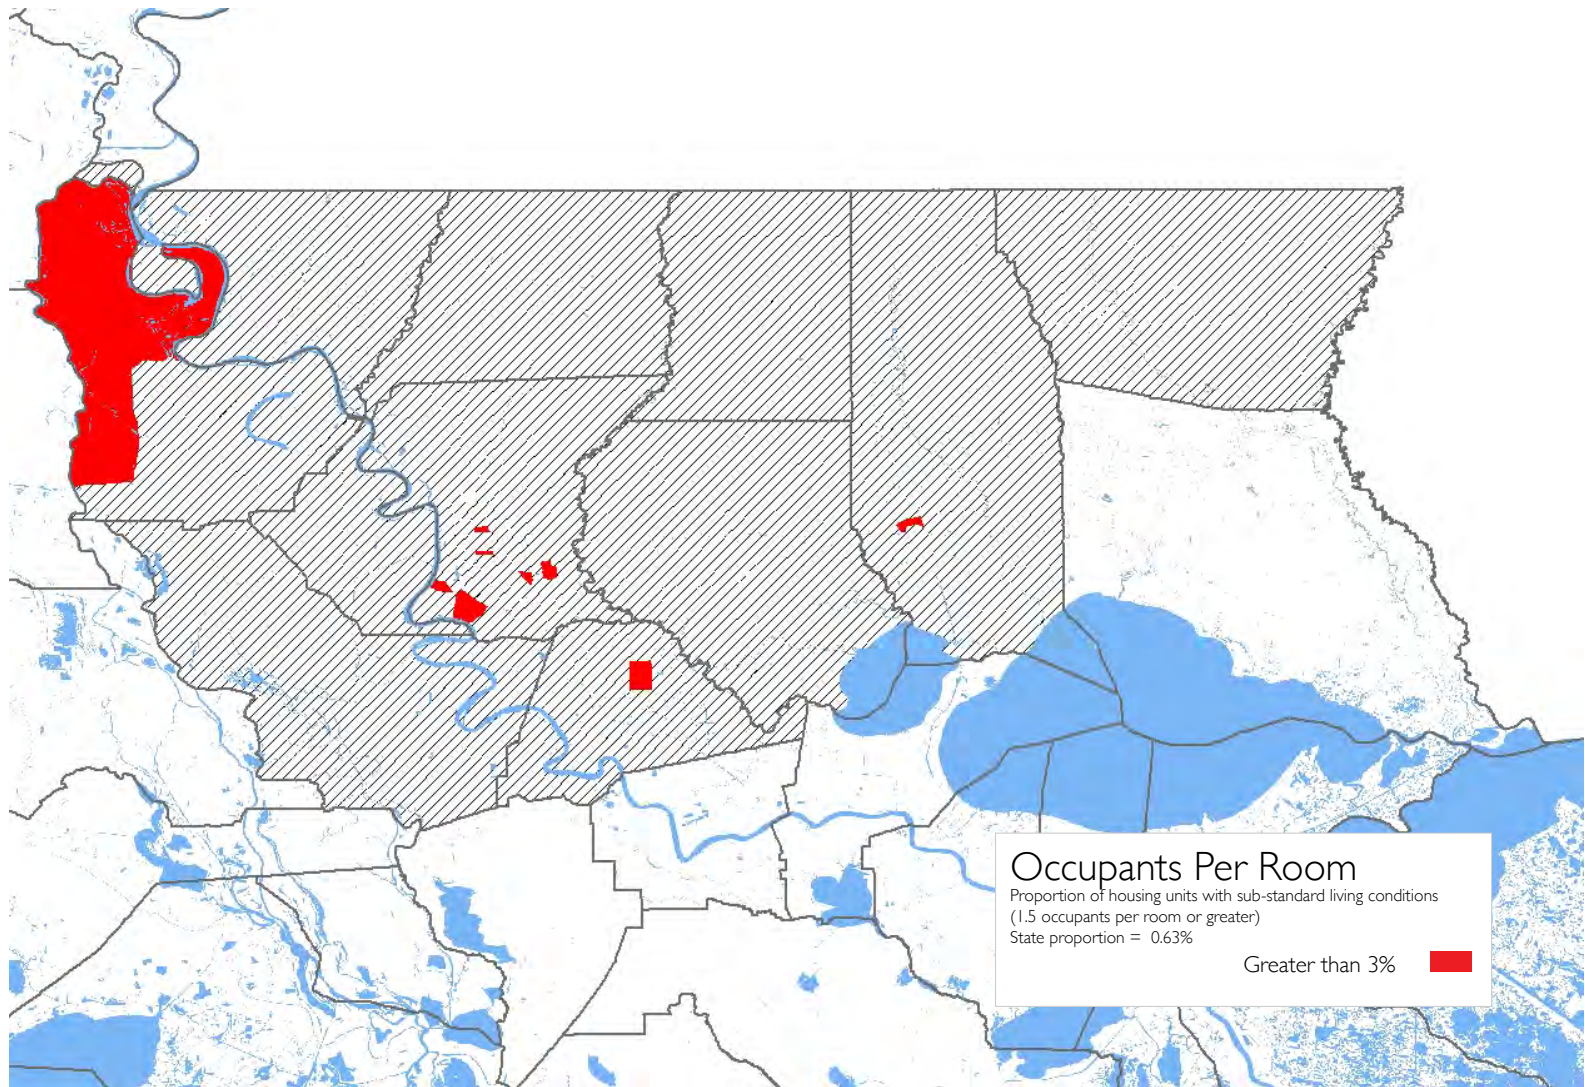 Occupants Per Room
Proportion of housing units with sub-standard living conditions
(1.5 occupants per room or greater)
State proportion = 0.63%
Greater than 3%